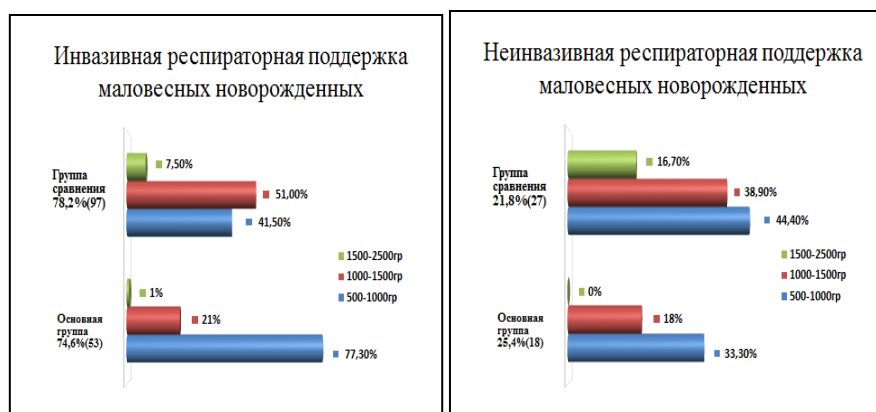 Инвазивная респираторная поддержка
маловесных новорожденных
7,50%
Группа
сравнения
78,2%(97)
51,00%
41,50%
1500-2500гр
1000-1500гр
500-1000гр
1%
Основная
группа
74,6%(53)
21%
77,30%
Неинвазивная респираторная поддержка
маловесных новорожденных
16,70%
Группа
сравнения
21,8%(27)
38,90%
44,40%
1500-2500гр
1000-1500гр
500-1000гр
0%
Основная
группа
25,4%(18)
18%
33,30%